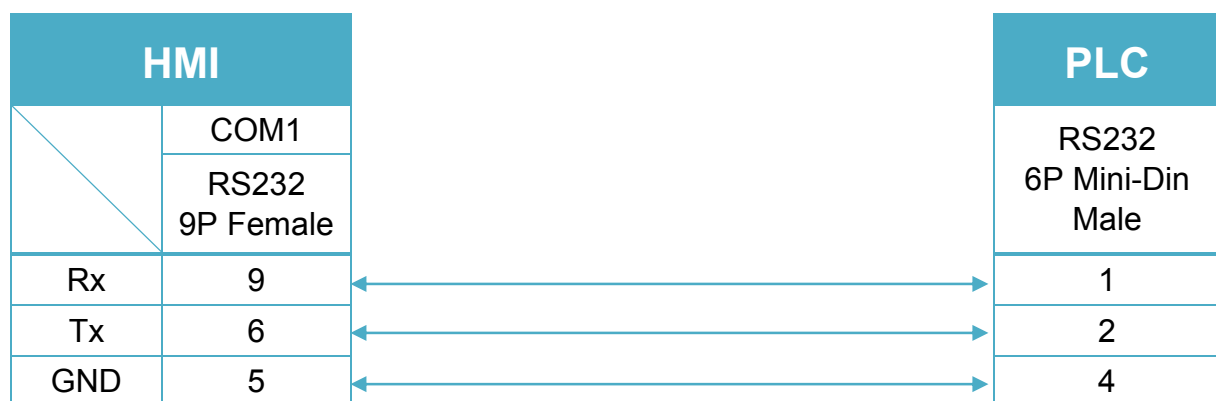 HMI
PLC
COM1
RS232
9P Female
RS232
6P Mini-Din
Male
Rx 9 1
Tx 6 2
GND 5 4